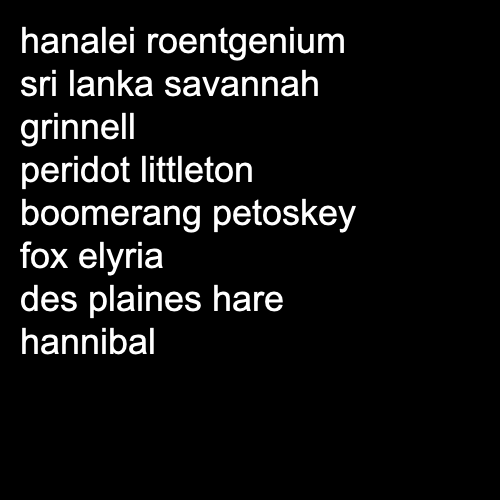 hanalei roentgenium
sri lanka savannah
grinnell
peridot littleton
boomerang petoskey
fox elyria
des plaines hare
hannibal